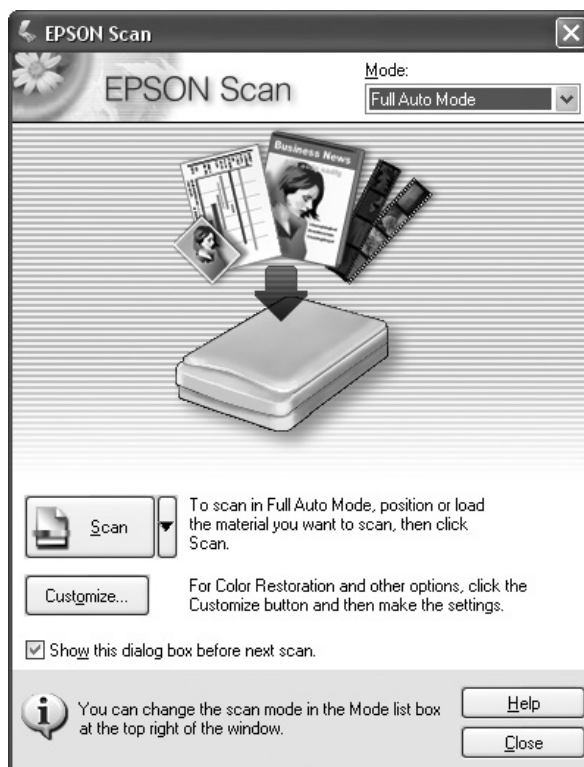 EPSON Scan
EPSON Scan
Mode:
Full Auto Mode
Business News
Scan
To scan in Full Auto Mode, position or load
the material you want to scan, then click
Scan.
Customize...
For Color Restoration and other options, click the
Customize button and then make the settings.
Show this dialog box before next scan.
You can change the scan mode in the Mode list box
at the top right of the window.
Help
Close